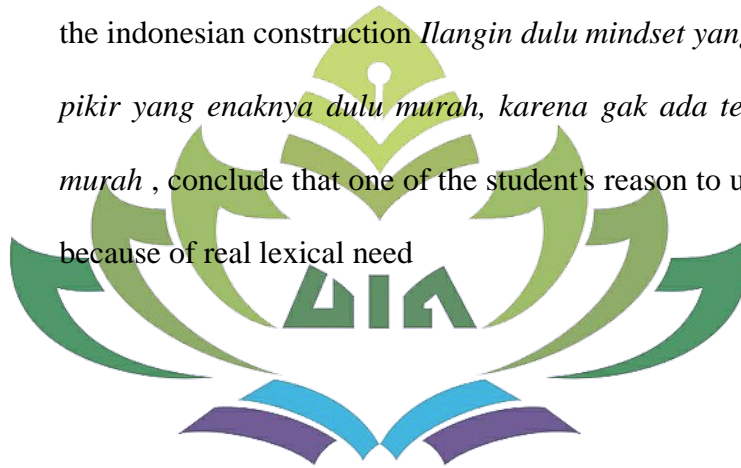 the indonesian construction Ilangin dulu mindset yang
pikir yang enaknya dulu murah, karena gak ada
murah , conclude that one of the student's reason to
because of real lexical need
UIN